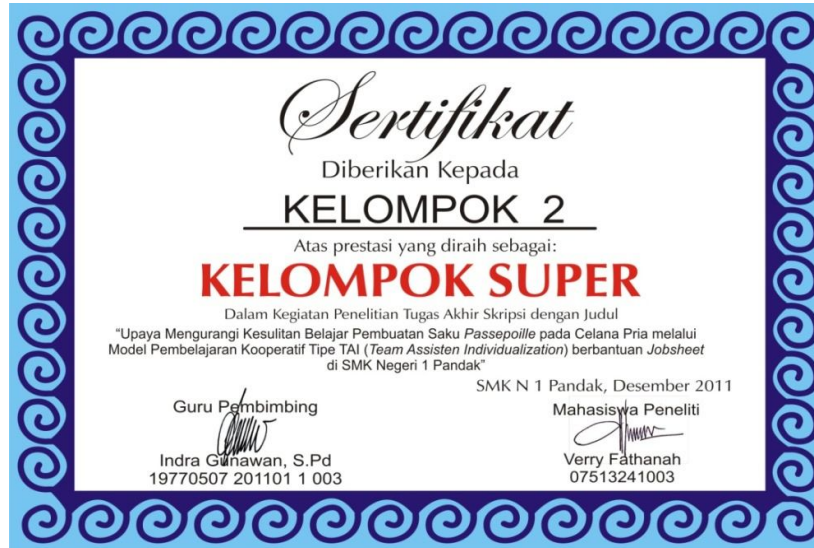 Sertifikat
Diberikan Kepada
KELOMPOK 2
Atas prestasi yang diraih sebagai:
KELOMPOK SUPER
Dalam Kegiatan Penelitian Tugas Akhir Skripsi dengan Judul
“Upaya Mengurangi Kesulitan Belajar Pembuatan Saku Passepoille pada Celana Pria melalui
Model Pembelajaran Kooperatif Tipe TAI (Team Assisten Individualization) berbantuan Jobsheet
di SMK Negeri 1 Pandak”
SMK N 1 Pandak, Desember 2011
Guru Pembimbing
Indra Gunawan, S.Pd
19770507 201101 1 003
Mahasiswa Peneliti
Verry Fathanah
07513241003